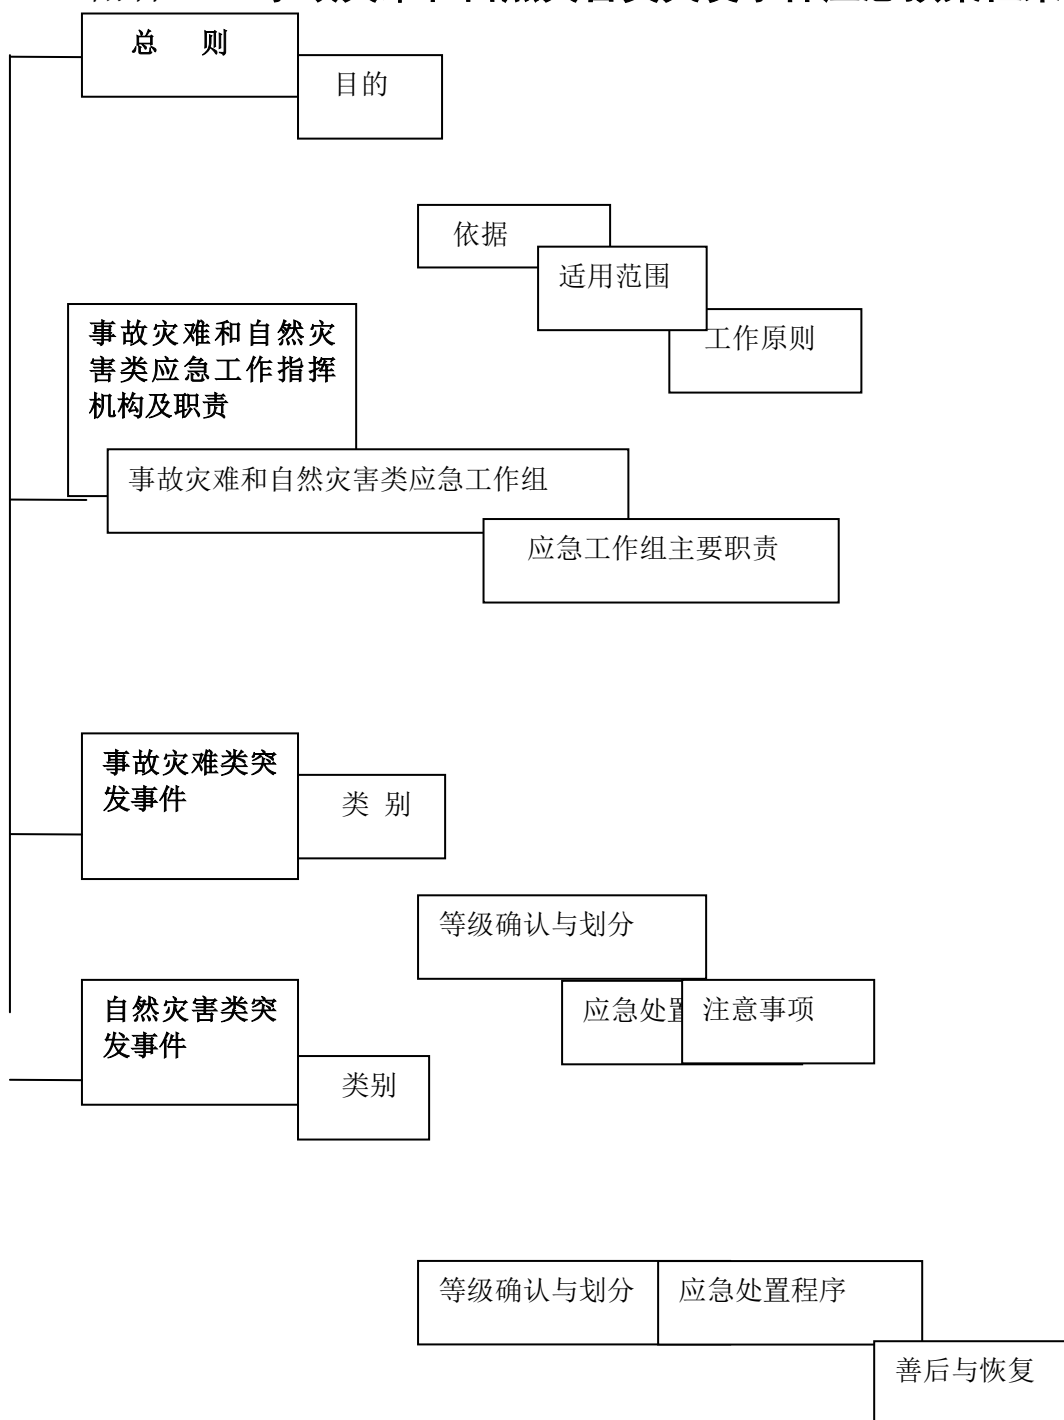 总 则
目的
依据
适用范围
工作原则
事故灾难和自然灾
害类应急工作指挥
机构及职责
事故灾难和自然灾害类应急工作组
应急工作组主要职责
事故灾难类突
发事件
类 别
等级确认与划分
应急处置
注意事项
自然灾害类突
发事件
类别
等级确认与划分
应急处置程序
善后与恢复